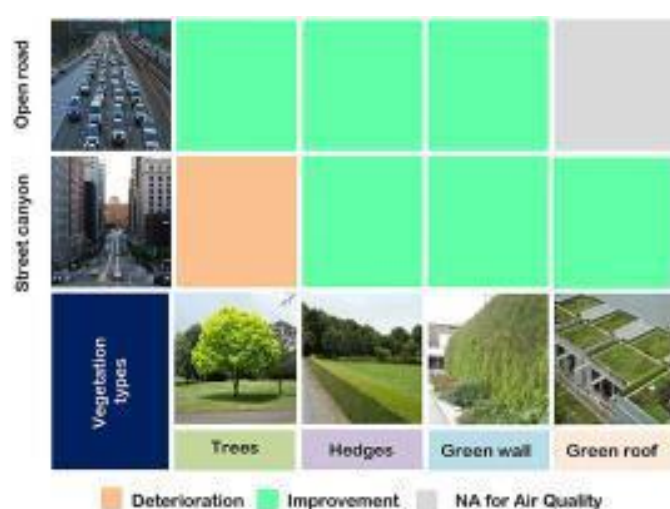 Open road
Street canyon
Vegetation
types
Trees
Hedges
Green wall
Green roof
Deterioration
Improvement
NA for Air Quality